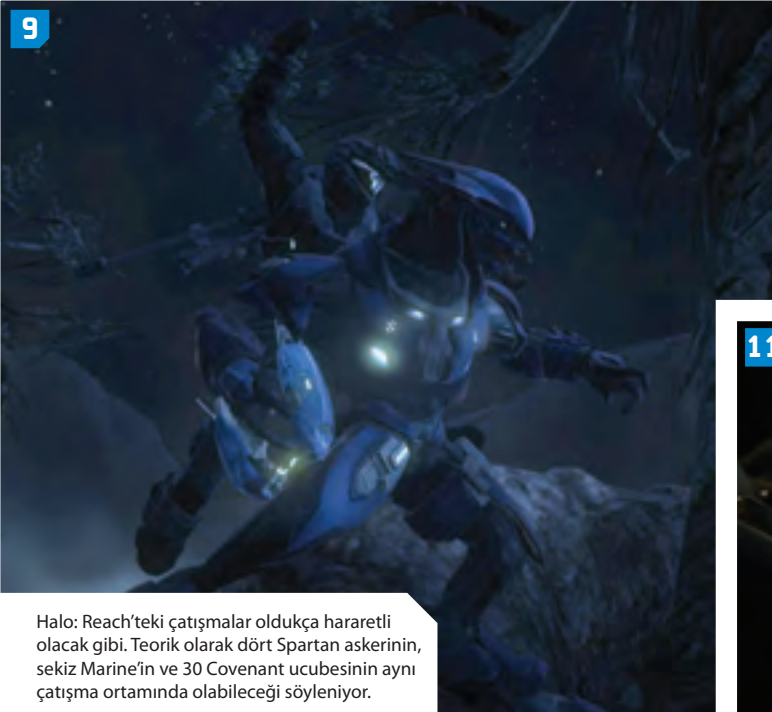 9
11
Halo: Reach’teki çatışmalar oldukça hararetli
olacak gibi. Teorik olarak dört Spartan askerinin,
sekiz Marine’in ve 30 Covenant ucubesinin aynı
çatışma ortamında olabileceği söyleniyor.